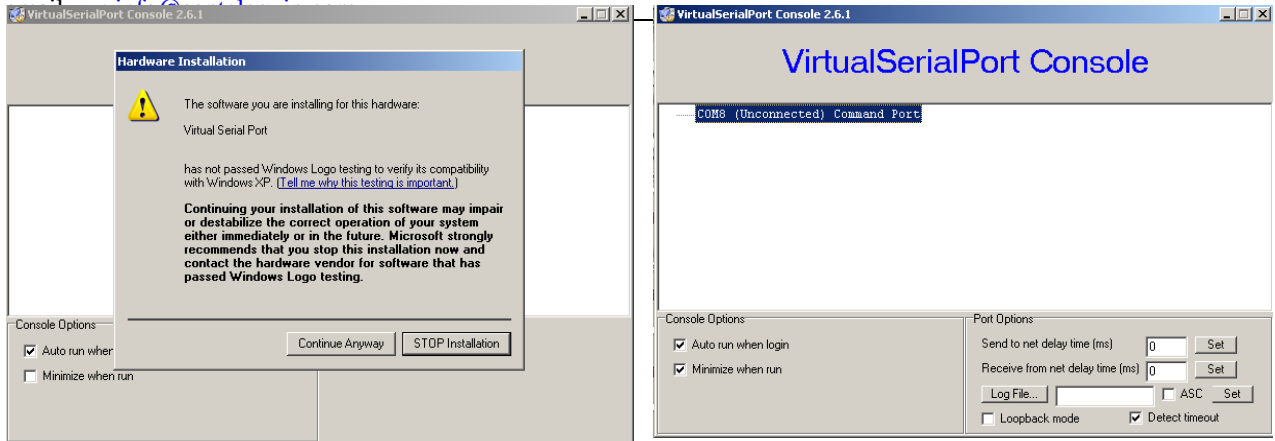 VirtualSerialPort Console 2.6.1
Hardware Installation
The software you are installing for this hardware:
Virtual Serial Port
has not passed Windows Logo testing to verify its compatibility
with Windows XP. (Tell me why this testing is important.)
Continuing your installation of this software may impair
or destabilize the correct operation of your system
either immediately or in the future. Microsoft strongly
recommends that you stop this installation now and
contact the hardware vendor for software that has
passed Windows Logo testing.
Continue Anyway
STOP Installation
Console Options
Auto run when
Minimize when run
VirtualSerialPort Console 2.6.1
VirtualSerialPort Console
COM8 (Unconnected) Command Port
Console Options
Auto run when login
Minimize when run
Port Options
Send to net delay time (ms) 0 Set
Receive from net delay time (ms) 0 Set
Log File... ASC Set
Loopback mode Detect timeout